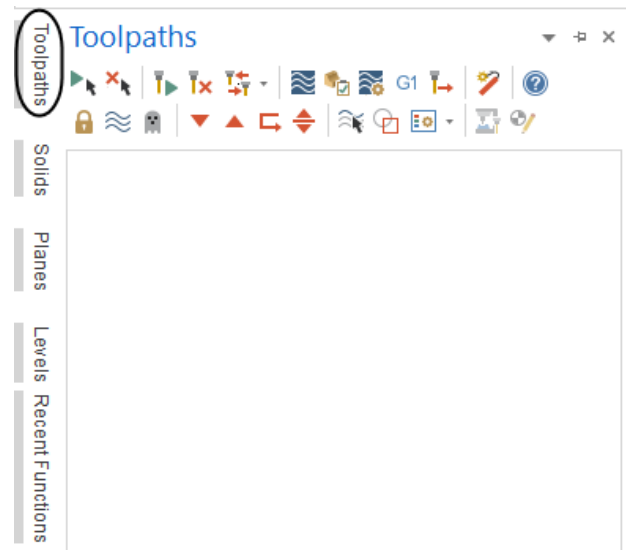 Toolpaths
Toolpaths
G1
Solids
Planes
Levels
Recent Functions